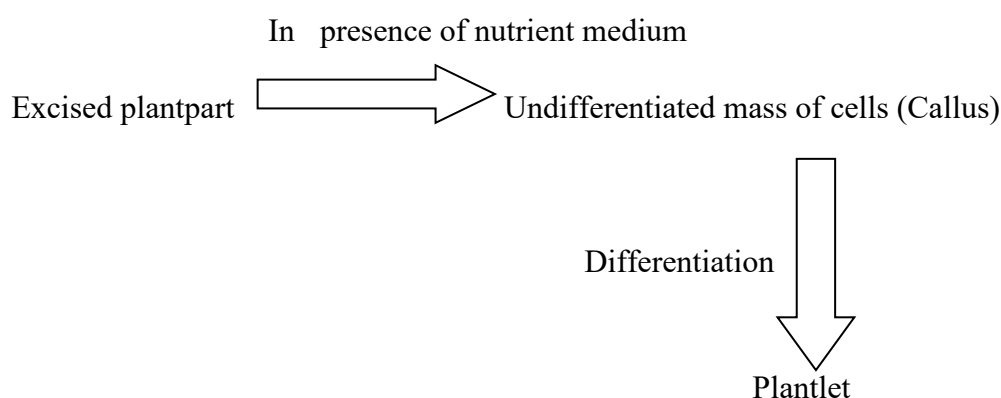 In presence of nutrient medium
Excised plantpart
Undifferentiated mass of cells (Callus)
Differentiation
Plantlet